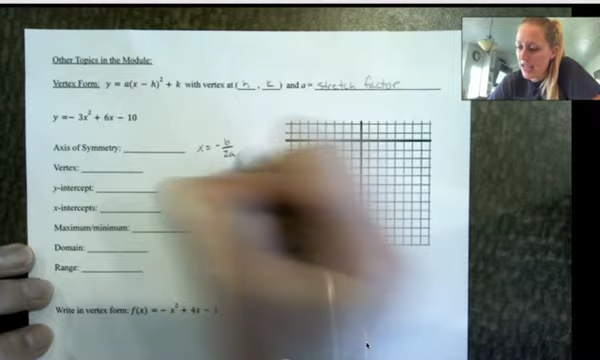 Other Topics in the Module:
Vertex Form: y = a(x − h)² + k with vertex at ( h , k ) and a = stretch factor
y = − 3x² + 6x − 10
Axis of Symmetry: x = - b/2a
Vertex:
y-intercept:
x-intercepts:
Maximum/minimum:
Domain:
Range:
Write in vertex form: f(x) = − x² + 4x −